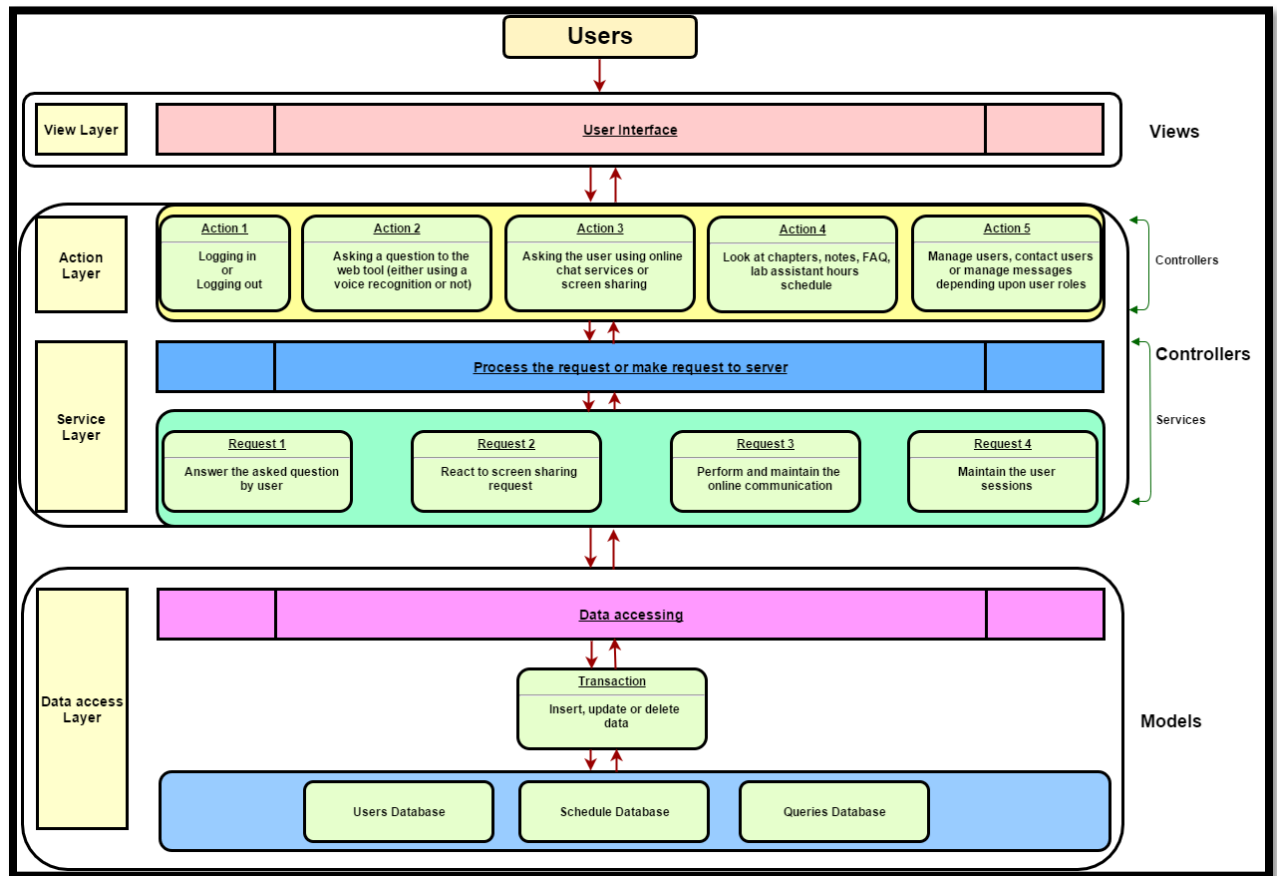 Users
View Layer
User Interface
Views
Action
Layer
Action 1
Logging in
or
Logging out
Action 2
Asking a question to the
web tool (either using a
voice recognition or not)
Action 3
Asking the user using online
chat services or
screen sharing
Action 4
Look at chapters, notes, FAQ,
lab assistant hours
schedule
Action 5
Manage users, contact users
or manage messages
depending upon user roles
Controllers
Controllers
Service
Layer
Process the request or make request to server
Services
Request 1
Answer the asked question
by user
Request 2
React to screen sharing
request
Request 3
Perform and maintain the
online communication
Request 4
Maintain the user
sessions
Data access
Layer
Data accessing
Transaction
Insert, update or delete
data
Models
Users Database
Schedule Database
Queries Database